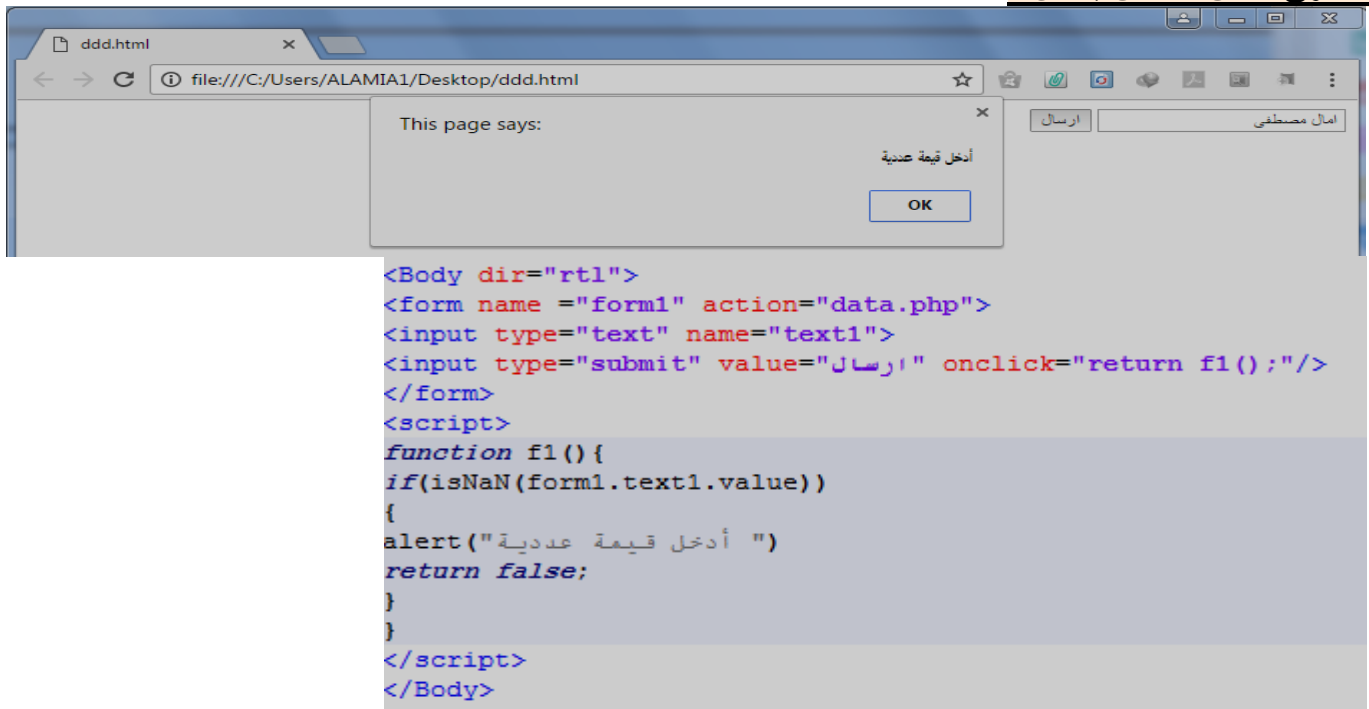 ddd.html
file:///C:/Users/ALAMIA1/Desktop/ddd.html
This page says:
ارسال
امال مصطفى
أدخل قيمة عددية
OK
<Body dir="rtl">
<form name ="form1" action="data.php">
<input type="text" name="text1">
<input type="submit" value="ارسال" onclick="return f1();"/>
</form>
<script>
function f1(){
if(isNaN(form1.text1.value))
{
alert("أدخل قيمة عددية ")
return false;
}
}
</script>
</Body>